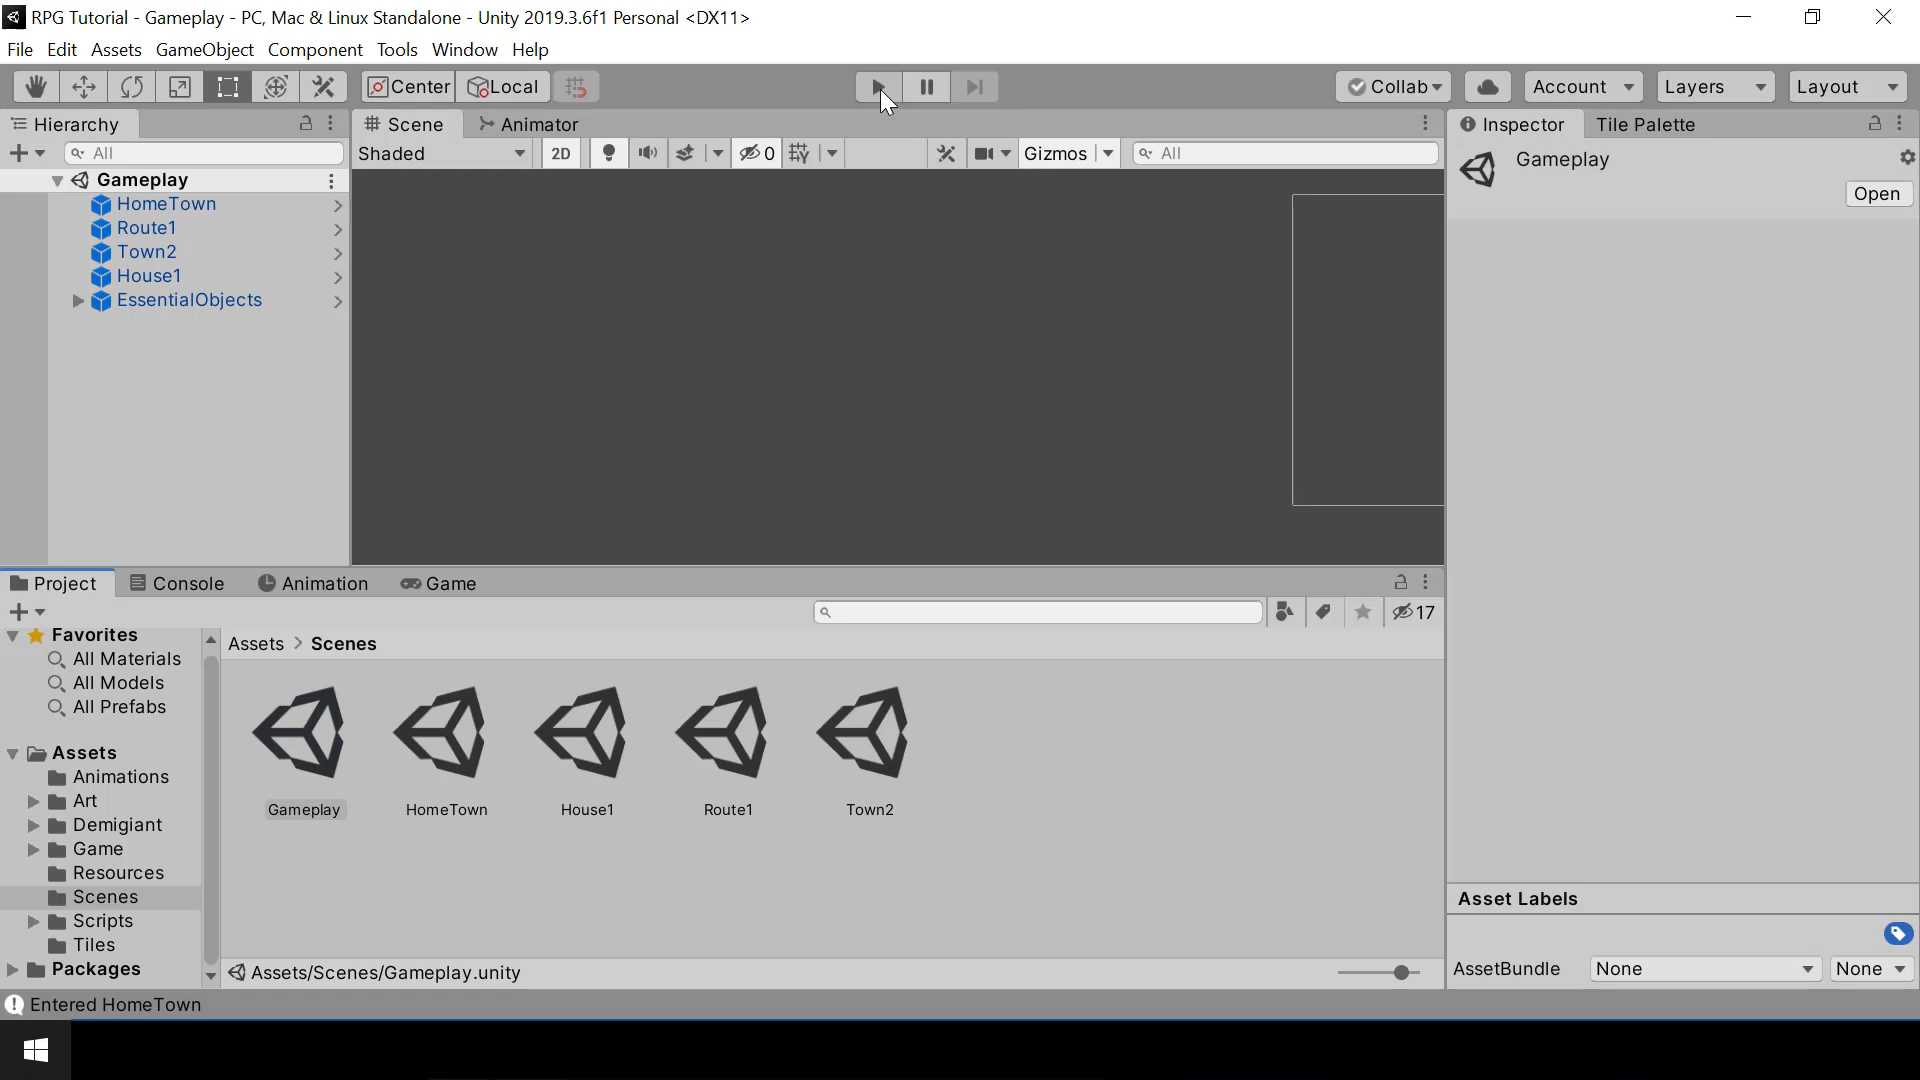 RPG Tutorial - Gameplay - PC, Mac & Linux Standalone - Unity 2019.3.6f1 Personal <DX11>
File Edit Assets GameObject Component Tools Window Help
Center Local Collab Account Layers Layout
Hierarchy Scene Animator Inspector Tile Palette
All Shaded 2D 0 Gizmos All Gameplay
Gameplay
Open
HomeTown
Route1
Town2
House1
EssentialObjects
Project Console Animation Game
17
Favorites
Assets > Scenes
All Materials
All Models
All Prefabs
Assets
Animations
Art
Demigiant
Game
Resources
Scenes
Scripts
Tiles
Packages
Gameplay HomeTown House1 Route1 Town2
Assets/Scenes/Gameplay.unity
Asset Labels
AssetBundle None None
Entered HomeTown